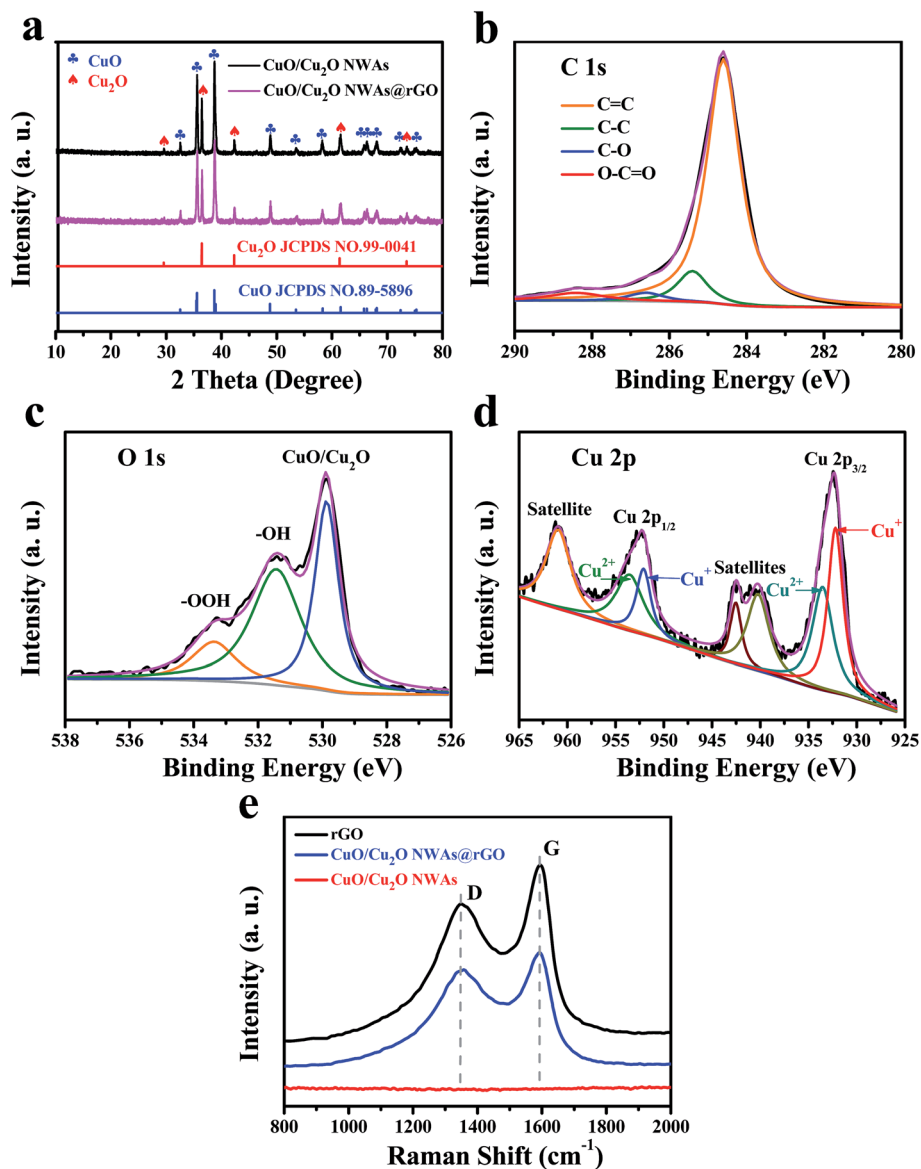 a
CuO
Cu₂O
CuO/Cu₂O NWAs
CuO/Cu₂O NWAs@rGO
Cu₂O JCPDS NO.99-0041
CuO JCPDS NO.89-5896
10 20 30 40 50 60 70 80
2 Theta (Degree)
Intensity (a. u.)
b
C 1s
C=C
C-C
C-O
O-C=O
290 288 286 284 282 280
Binding Energy (eV)
Intensity (a. u.)
c
O 1s
CuO/Cu₂O
-OH
-OOH
538 536 534 532 530 528 526
Binding Energy (eV)
Intensity (a. u.)
d
Cu 2p
Cu 2p₃/₂
Satellite
Cu 2p₁/₂
Cu⁺
Cu²⁺
Cu⁺
Satellites
Cu²⁺
965 960 955 950 945 940 935 930 925
Binding Energy (eV)
Intensity (a. u.)
e
rGO
CuO/Cu₂O NWAs@rGO
CuO/Cu₂O NWAs
D
G
800 1000 1200 1400 1600 1800 2000
Raman Shift (cm⁻¹)
Intensity (a. u.)